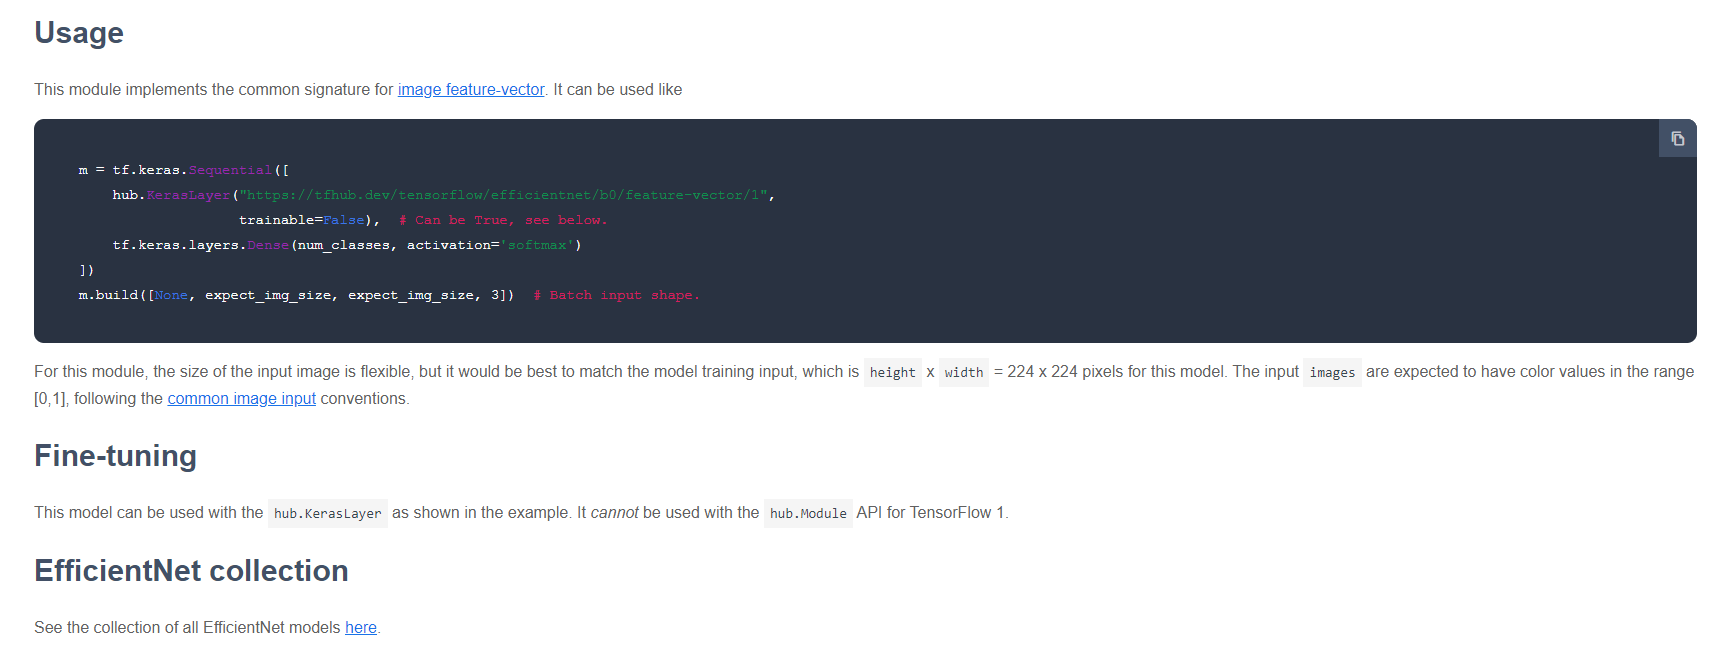 Usage
This module implements the common signature for image feature-vector. It can be used like
m = tf.keras.Sequential([
    hub.KerasLayer("https://tfhub.dev/tensorflow/efficientnet/b0/feature-vector/1",
                   trainable=False),  # Can be True, see below.
    tf.keras.layers.Dense(num_classes, activation='softmax')
])
m.build([None, expect_img_size, expect_img_size, 3])  # Batch input shape.
For this module, the size of the input image is flexible, but it would be best to match the model training input, which is height x width = 224 x 224 pixels for this model. The input images are expected to have color values in the range
[0,1], following the common image input conventions.
Fine-tuning
This model can be used with the hub.KerasLayer as shown in the example. It cannot be used with the hub.Module API for TensorFlow 1.
EfficientNet collection
See the collection of all EfficientNet models here.